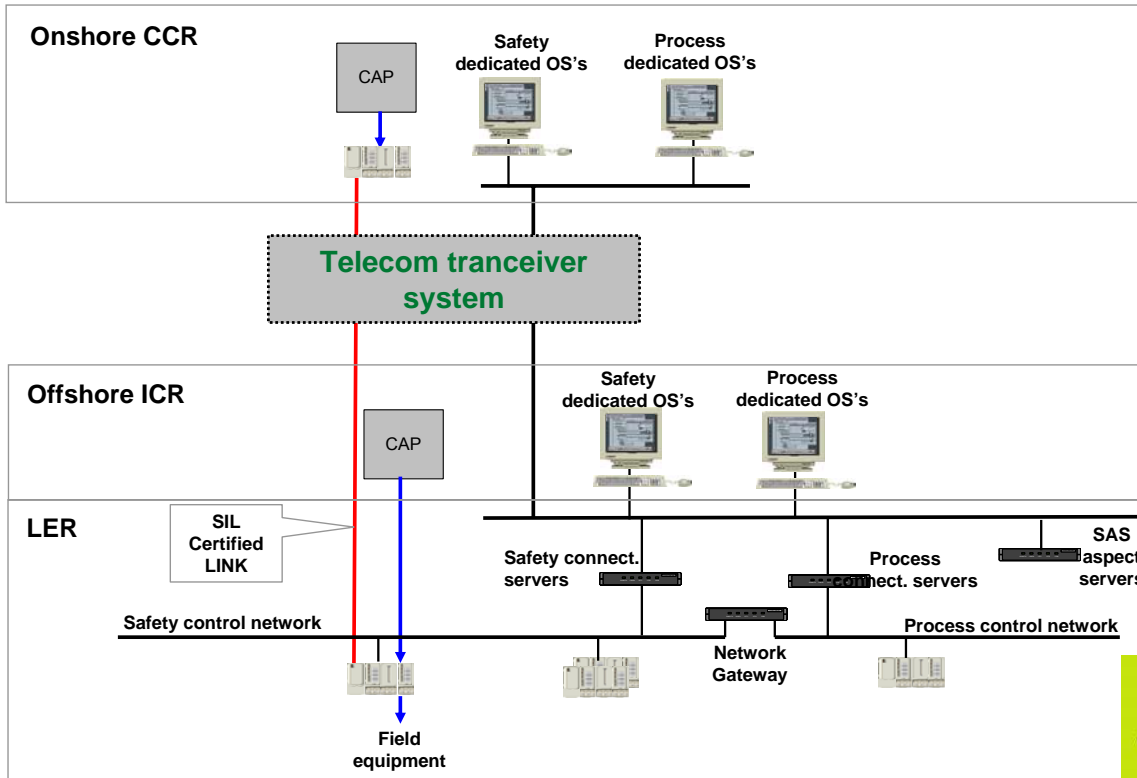 Onshore CCR
CAP
Safety
dedicated OS's
Process
dedicated OS's
Telecom tranceiver
system
Offshore ICR
CAP
Safety
dedicated OS's
Process
dedicated OS's
LER
SIL
Certified
LINK
Safety connect.
servers
Process
connect. servers
SAS
aspect
servers
Safety control network
Process control network
Network
Gateway
Field
equipment